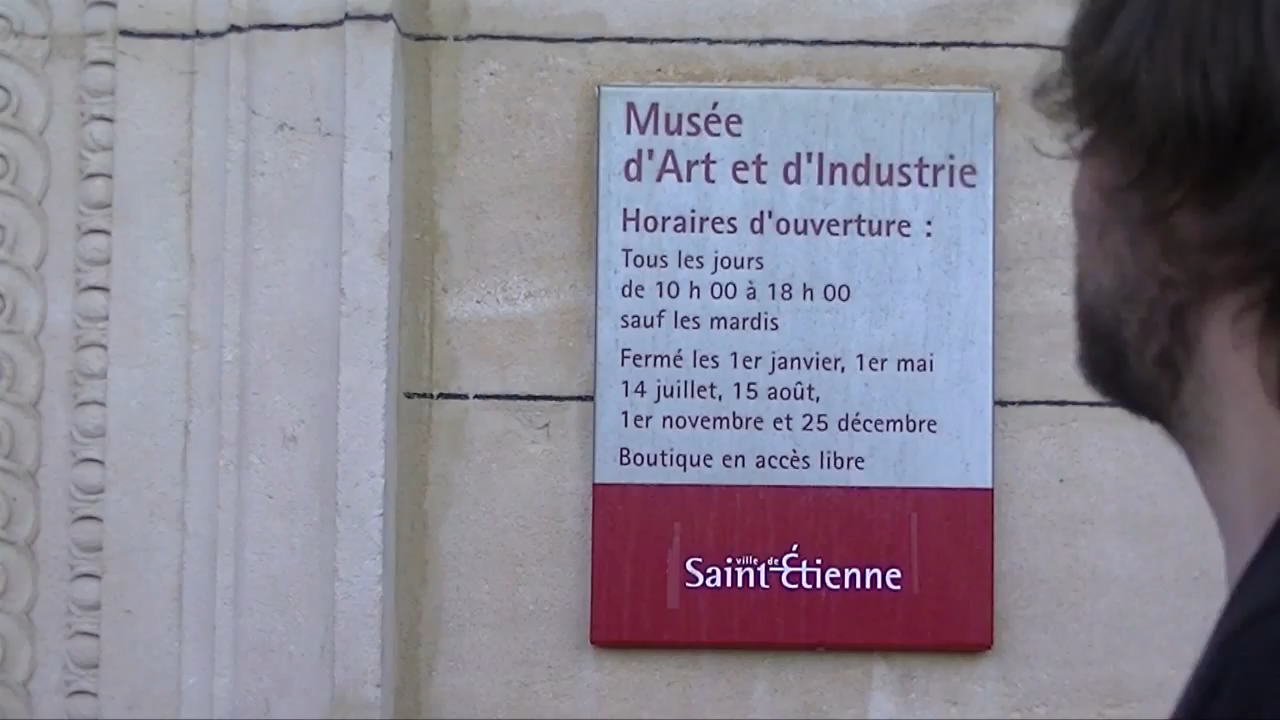 Musée
d'Art et d'Industrie
Horaires d'ouverture :
Tous les jours
de 10 h 00 à 18 h 00
sauf les mardis
Fermé les 1er janvier, 1er mai
14 juillet, 15 août,
1er novembre et 25 décembre
Boutique en accès libre
ville de
Saint-Étienne